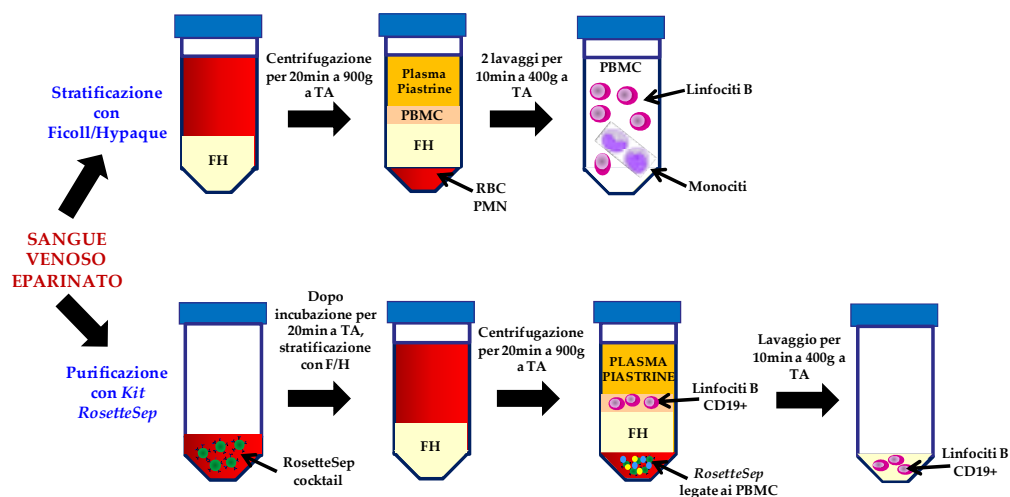 Stratificazione
con
Ficoll/Hypaque
FH
Centrifugazione
per 20min a 900g
a TA
Plasma
Piastrine
PBMC
FH
RBC
PMN
2 lavaggi per
10min a 400g a
TA
PBMC
Linfociti B
Monociti
SANGUE
VENOSO
EPARINATO
Purificazione
con Kit
RosetteSep
RosetteSep
cocktail
Dopo
incubazione per
20min a TA,
stratificazione
con F/H
FH
Centrifugazione
per 20min a 900g
a TA
PLASMA
PIASTRINE
FH
Linfociti B
CD19+
RosetteSep
legate ai PBMC
Lavaggio per
10min a 400g a
TA
Linfociti B
CD19+